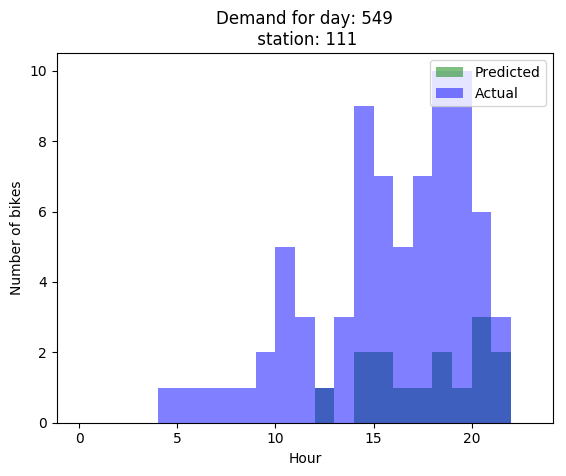 Demand for day: 549
station: 111
Predicted
Actual
10
8
6
4
2
0
Number of bikes
0
5
10
15
20
Hour